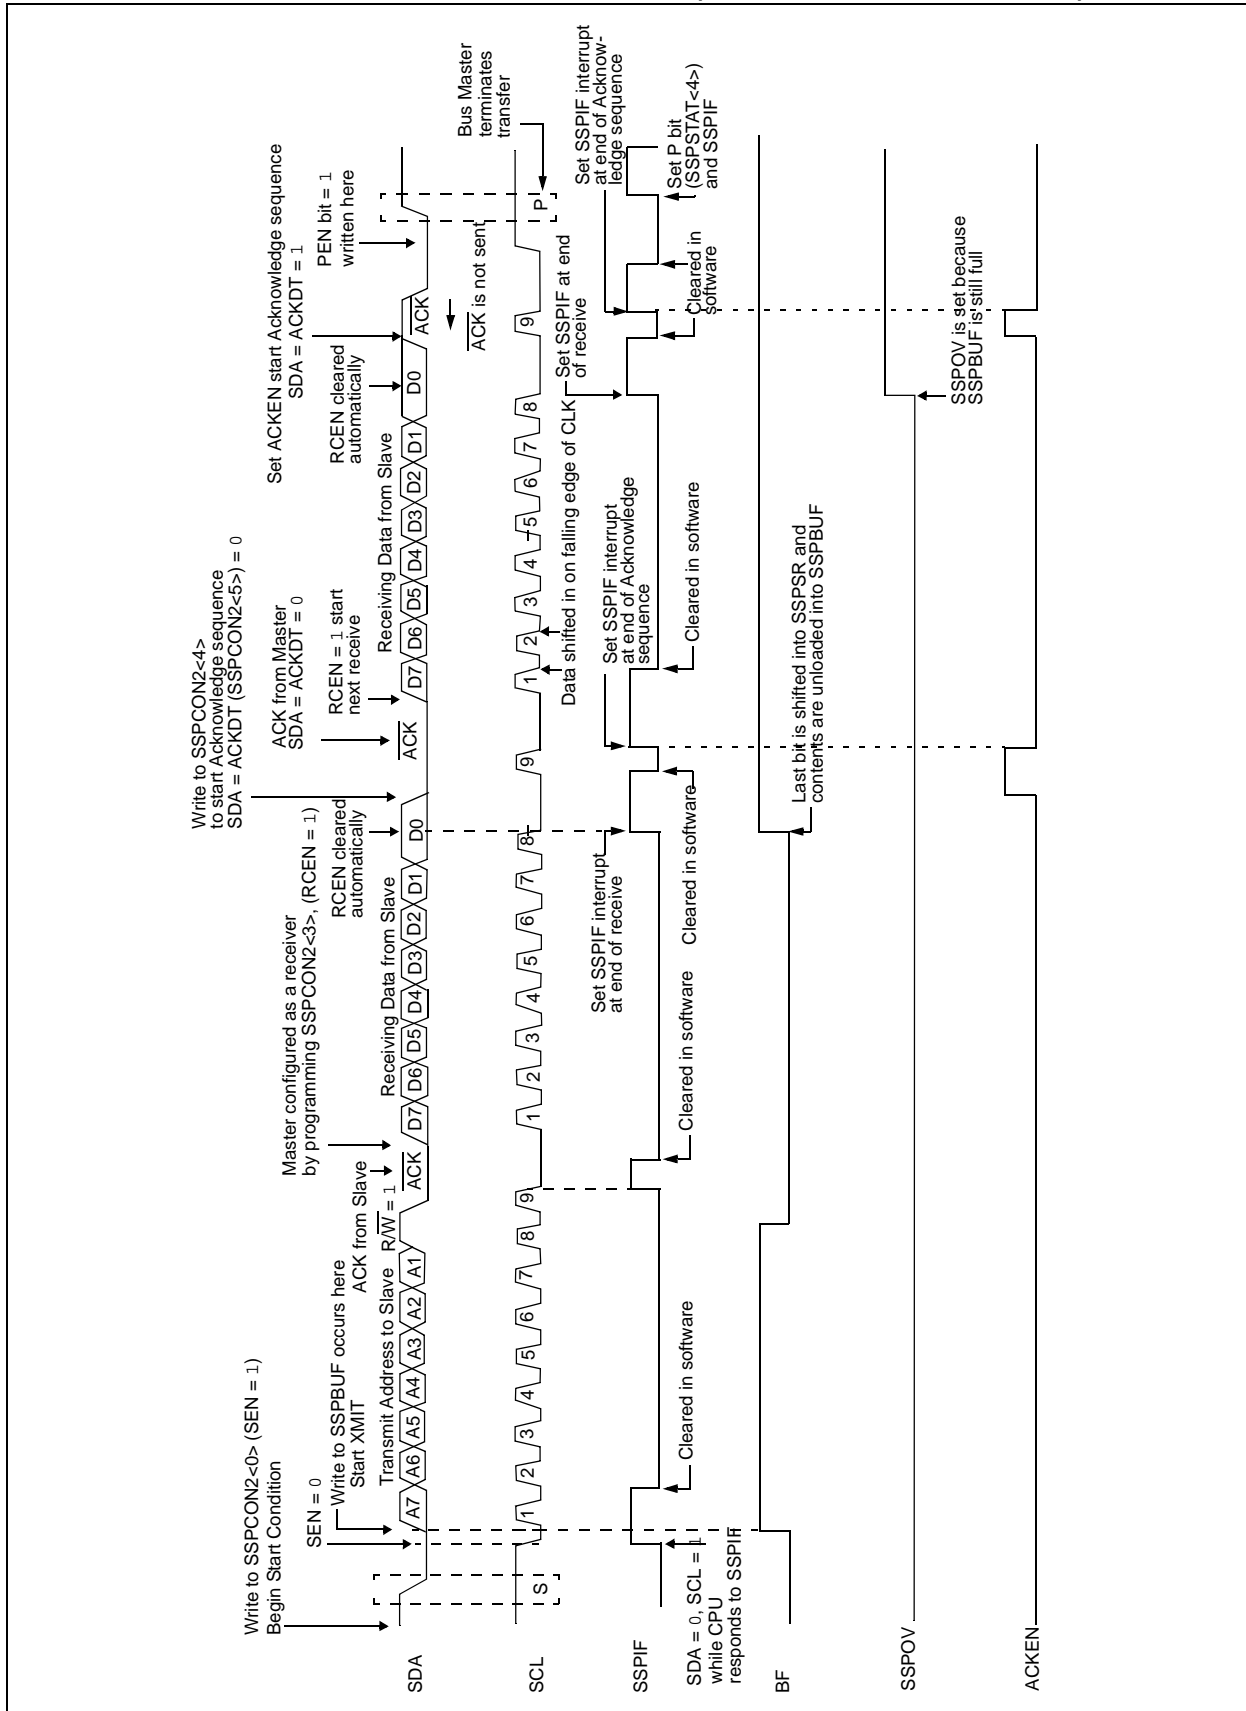 Write to SSPCON2<4>
to start Acknowledge sequence
SDA = ACKDT (SSPCON2<5>) = 0
Write to SSPCON2<0> (SEN = 1)
Begin Start Condition
Master configured as a receiver
by programming SSPCON2<3>, (RCEN = 1)
ACK from Master
SDA = ACKDT = 0
Set ACKEN start Acknowledge sequence
SDA = ACKDT = 1
SEN = 0
Write to SSPBUF occurs here
Start XMIT
ACK from Slave
RCEN cleared
automatically
RCEN = 1 start
next receive
RCEN cleared
automatically
PEN bit = 1
written here
Transmit Address to Slave
R/W = 1
Receiving Data from Slave
Receiving Data from Slave
SDA
A7 A6 A5 A4 A3 A2 A1
ACK
D7 D6 D5 D4 D3 D2 D1 D0
ACK
D7 D6 D5 D4 D3 D2 D1 D0
ACK
ACK is not sent
Bus Master
terminates
transfer
SCL
S
1 2 3 4 5 6 7 8 9
1 2 3 4 5 6 7 8 9
1 2 3 4 5 6 7 8 9
P
Data shifted in on falling edge of CLK
Set SSPIF interrupt
at end of receive
Set SSPIF interrupt
at end of Acknowledge
sequence
Set SSPIF at end
of receive
Set SSPIF interrupt
at end of Acknow-
ledge sequence
SSPIF
Cleared in software
Cleared in software
Cleared in software
Cleared in software
Cleared in
software
Set P bit
(SSPSTAT<4>)
and SSPIF
SDA = 0, SCL = 1
while CPU
responds to SSPIF
BF
Last bit is shifted into SSPSR and
contents are unloaded into SSPBUF
SSPOV
SSPOV is set because
SSPBUF is still full
ACKEN